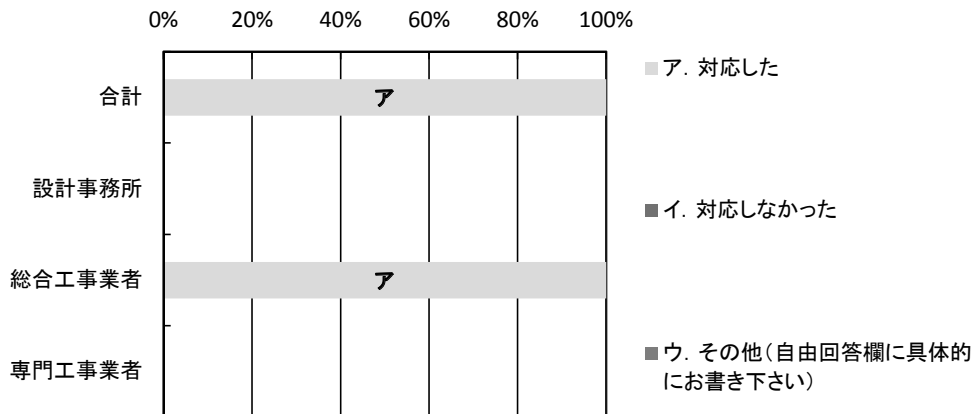 0% 20% 40% 60% 80% 100%
ア．対応した
合計
ア
設計事務所
イ．対応しなかった
総合工事業者
ア
ウ．その他（自由回答欄に具体的
にお書き下さい）
専門工事業者